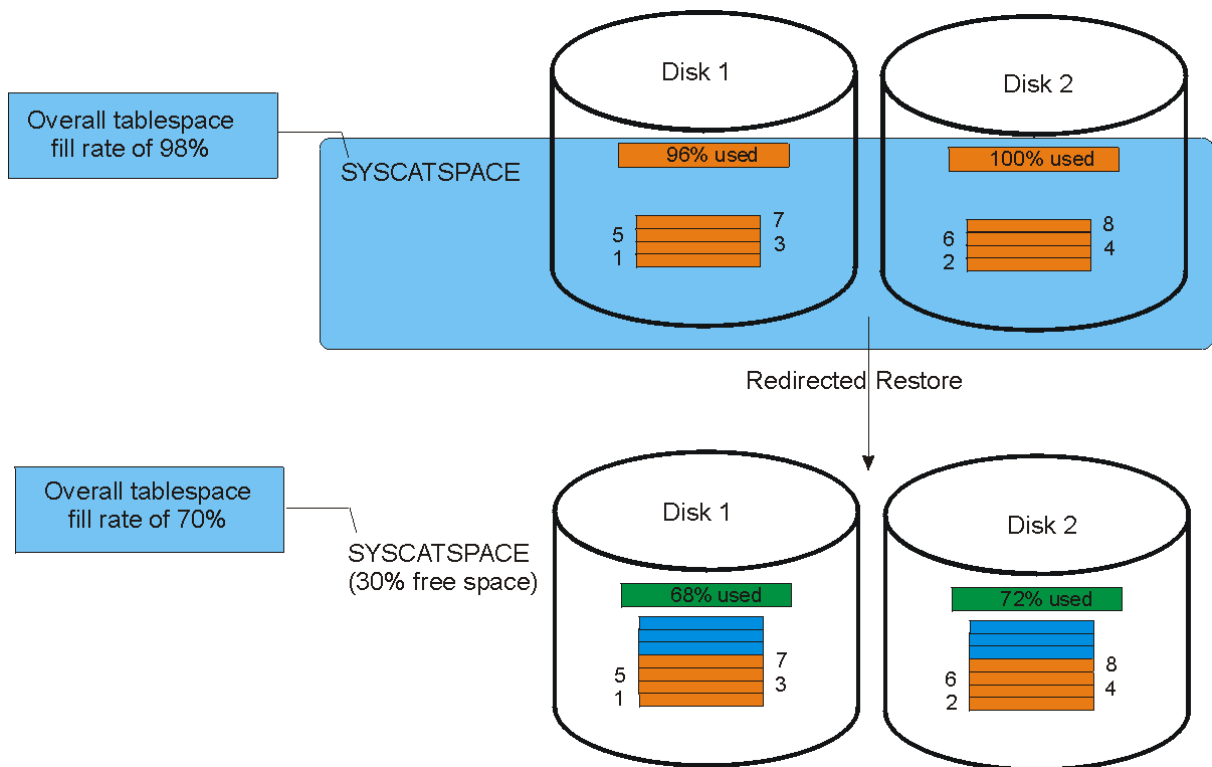 Disk 1
Disk 2
Overall tablespace
fill rate of 98%
SYSCATSPACE
96% used
100% used
7
5
3
1
8
6
4
2
Redirected Restore
Overall tablespace
fill rate of 70%
SYSCATSPACE
(30% free space)
Disk 1
Disk 2
68% used
72% used
7
5
3
1
8
6
4
2